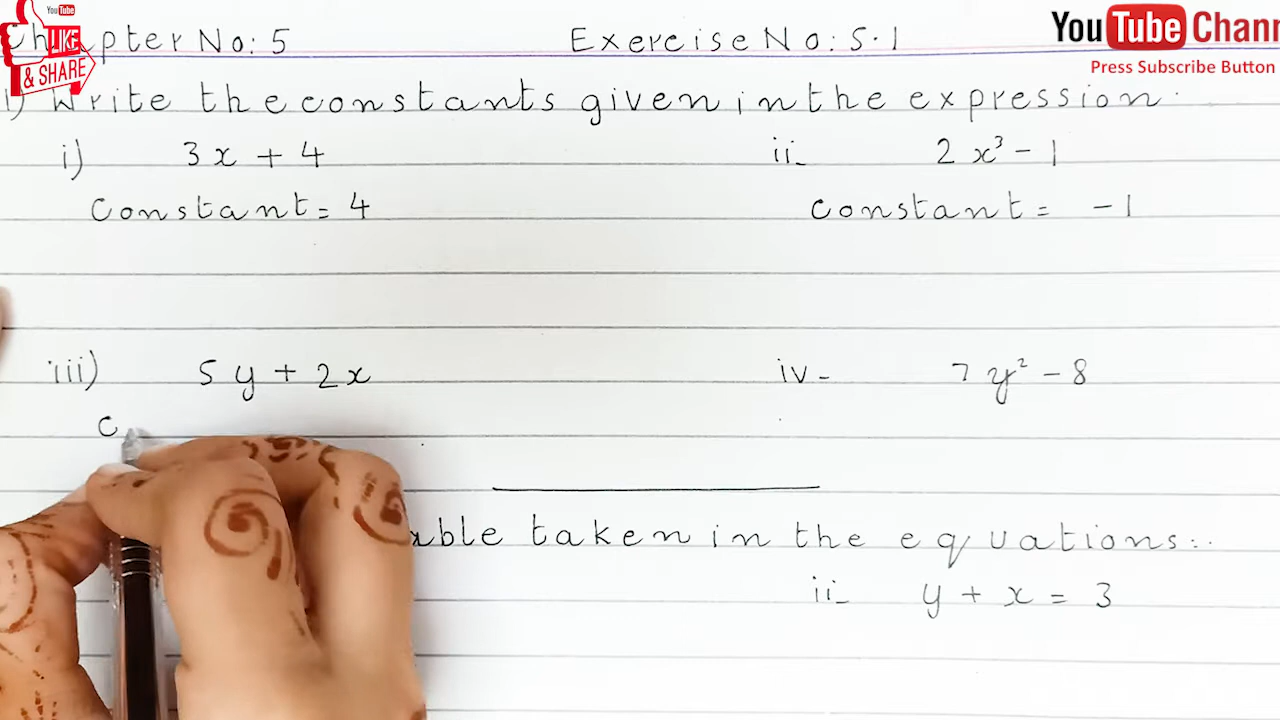 YouTube
LIKE
& SHARE
Chapter No: 5 Exercise No: 5.1
YouTube Chann
Press Subscribe Button
1) Write the constants given in the expression.
i) 3x + 4 ii- 2x³ - 1
Constant = 4 constant = -1
iii) 5y + 2x iv- 7y² - 8
C
able taken in the equations:.
ii- y + x = 3